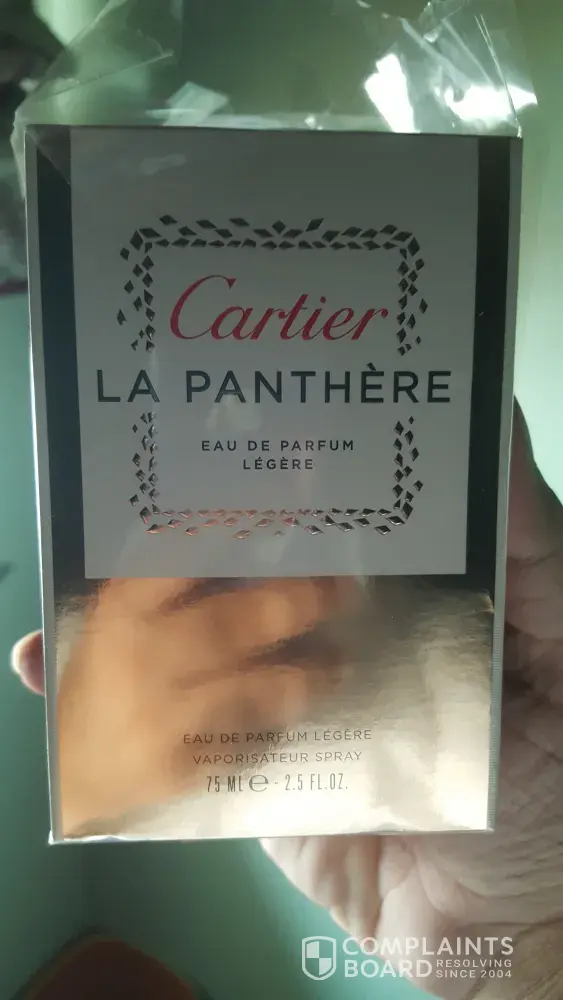 Cartier
LA PANTHÈRE
EAU DE PARFUM
LÉGÈRE
EAU DE PARFUM LÉGÈRE
VAPORISATEUR SPRAY
75 ML e - 2.5 FL.OZ.
COMPLAINTS
BOARD RESOLVING
SINCE 2004